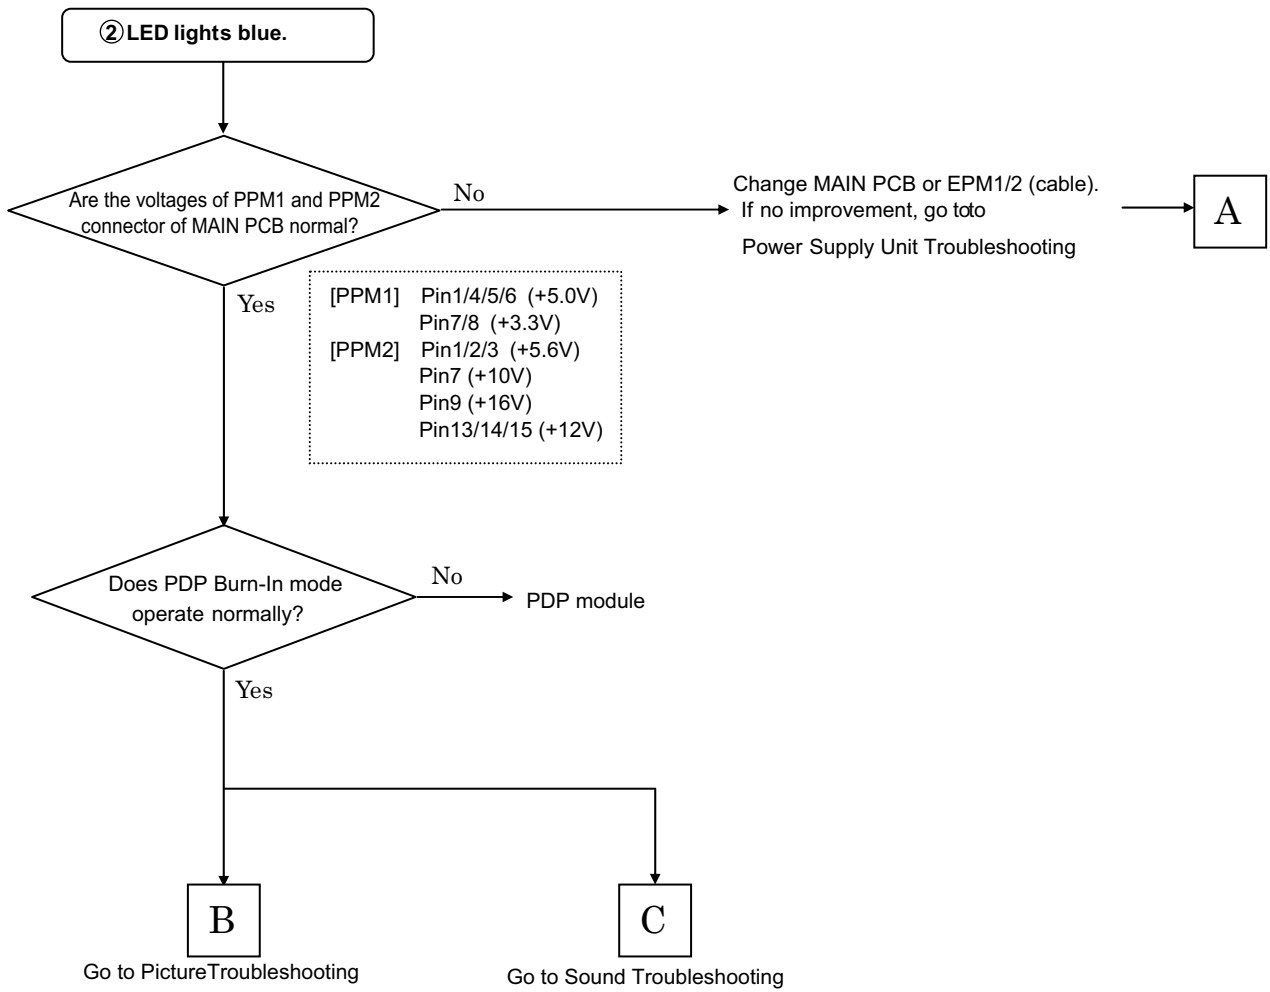 ②LED lights blue.
Are the voltages of PPM1 and PPM2
connector of MAIN PCB normal?
No
Change MAIN PCB or EPM1/2 (cable).
If no improvement, go toto
Power Supply Unit Troubleshooting
A
Yes
[PPM1] Pin1/4/5/6 (+5.0V)
Pin7/8 (+3.3V)
[PPM2] Pin1/2/3 (+5.6V)
Pin7 (+10V)
Pin9 (+16V)
Pin13/14/15 (+12V)
Does PDP Burn-In mode
operate normally?
No
PDP module
Yes
B
Go to PictureTroubleshooting
C
Go to Sound Troubleshooting